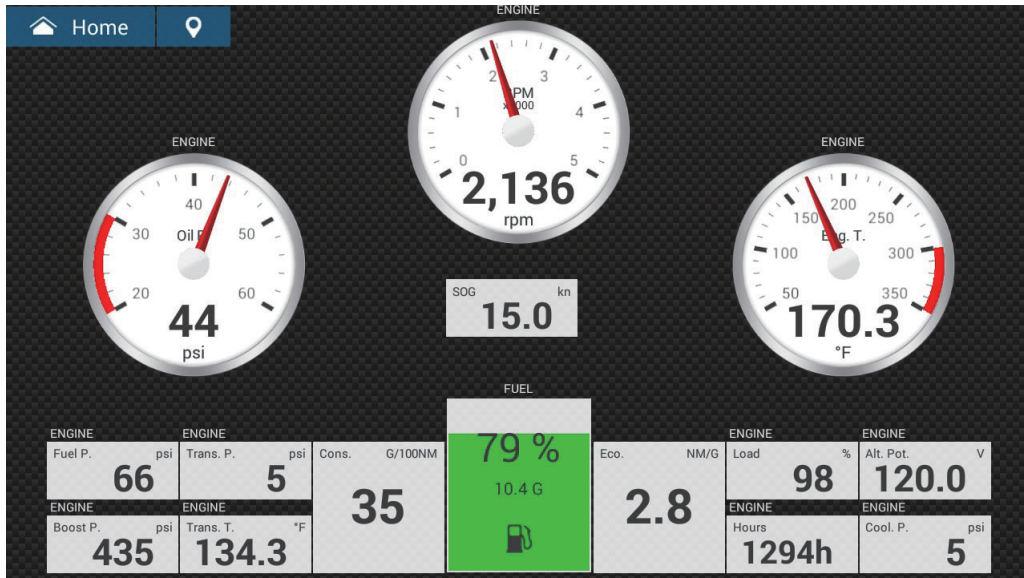 Home
ENGINE
0
1
2
3
4
5
RPM
x1000
2,136
rpm
ENGINE
20
30
40
50
60
Oil P
44
psi
ENGINE
50
100
150
200
250
300
350
Eng. T.
170.3
°F
SOG kn
15.0
ENGINE
Fuel P. psi
66
ENGINE
Trans. P. psi
5
ENGINE
Boost P. psi
435
ENGINE
Trans. T. °F
134.3
Cons. G/100NM
35
FUEL
79 %
10.4 G
Eco. NM/G
2.8
ENGINE
Load %
98
ENGINE
Alt. Pot. V
120.0
ENGINE
Hours
1294h
ENGINE
Cool. P. psi
5